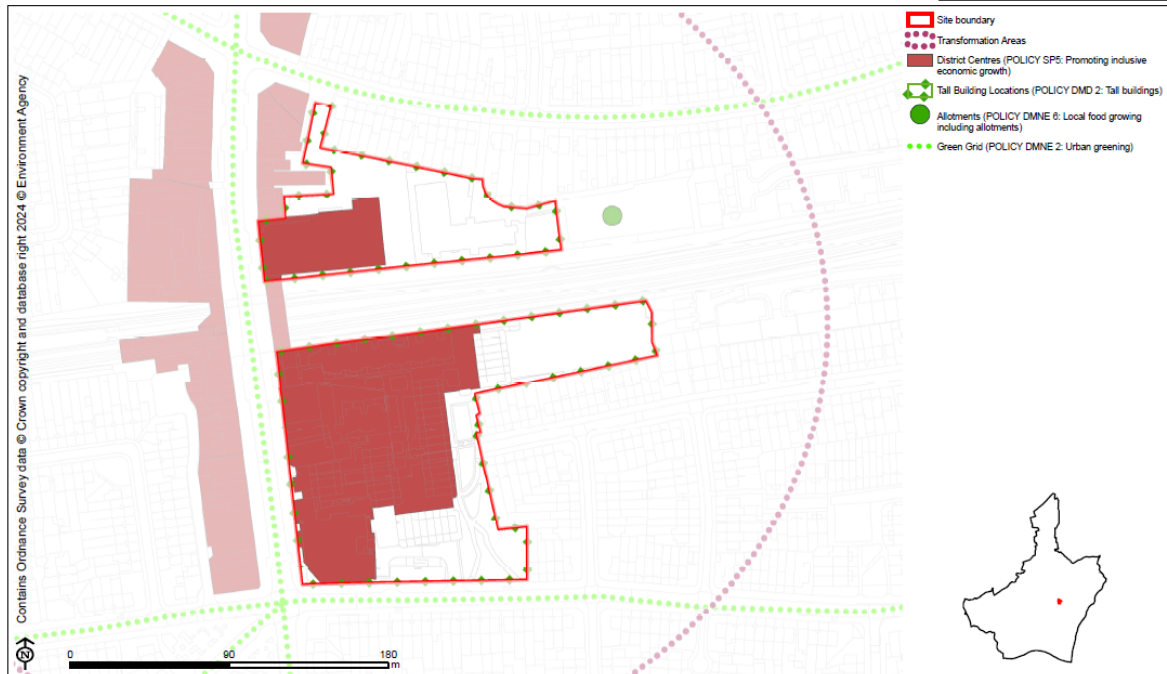 Site boundary
Transformation Areas
District Centres (POLICY SP5: Promoting inclusive
economic growth)
Tall Building Locations (POLICY DMD 2: Tall buildings)
Allotments (POLICY DMNE 6: Local food growing
including allotments)
Green Grid (POLICY DMNE 2: Urban greening)
Contains Ordnance Survey data © Crown copyright and database right 2024 © Environment Agency
N
0 90 180
m